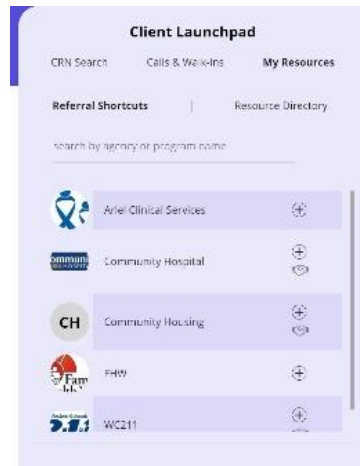 Client Launchpad
CRN Search Calls & Walk-Ins My Resources
Referral Shortcuts | Resource Directory
search by agency or program name
Ariel Clinical Services
Community Hospital
CH Community Housing
Fam
FHW
WC211